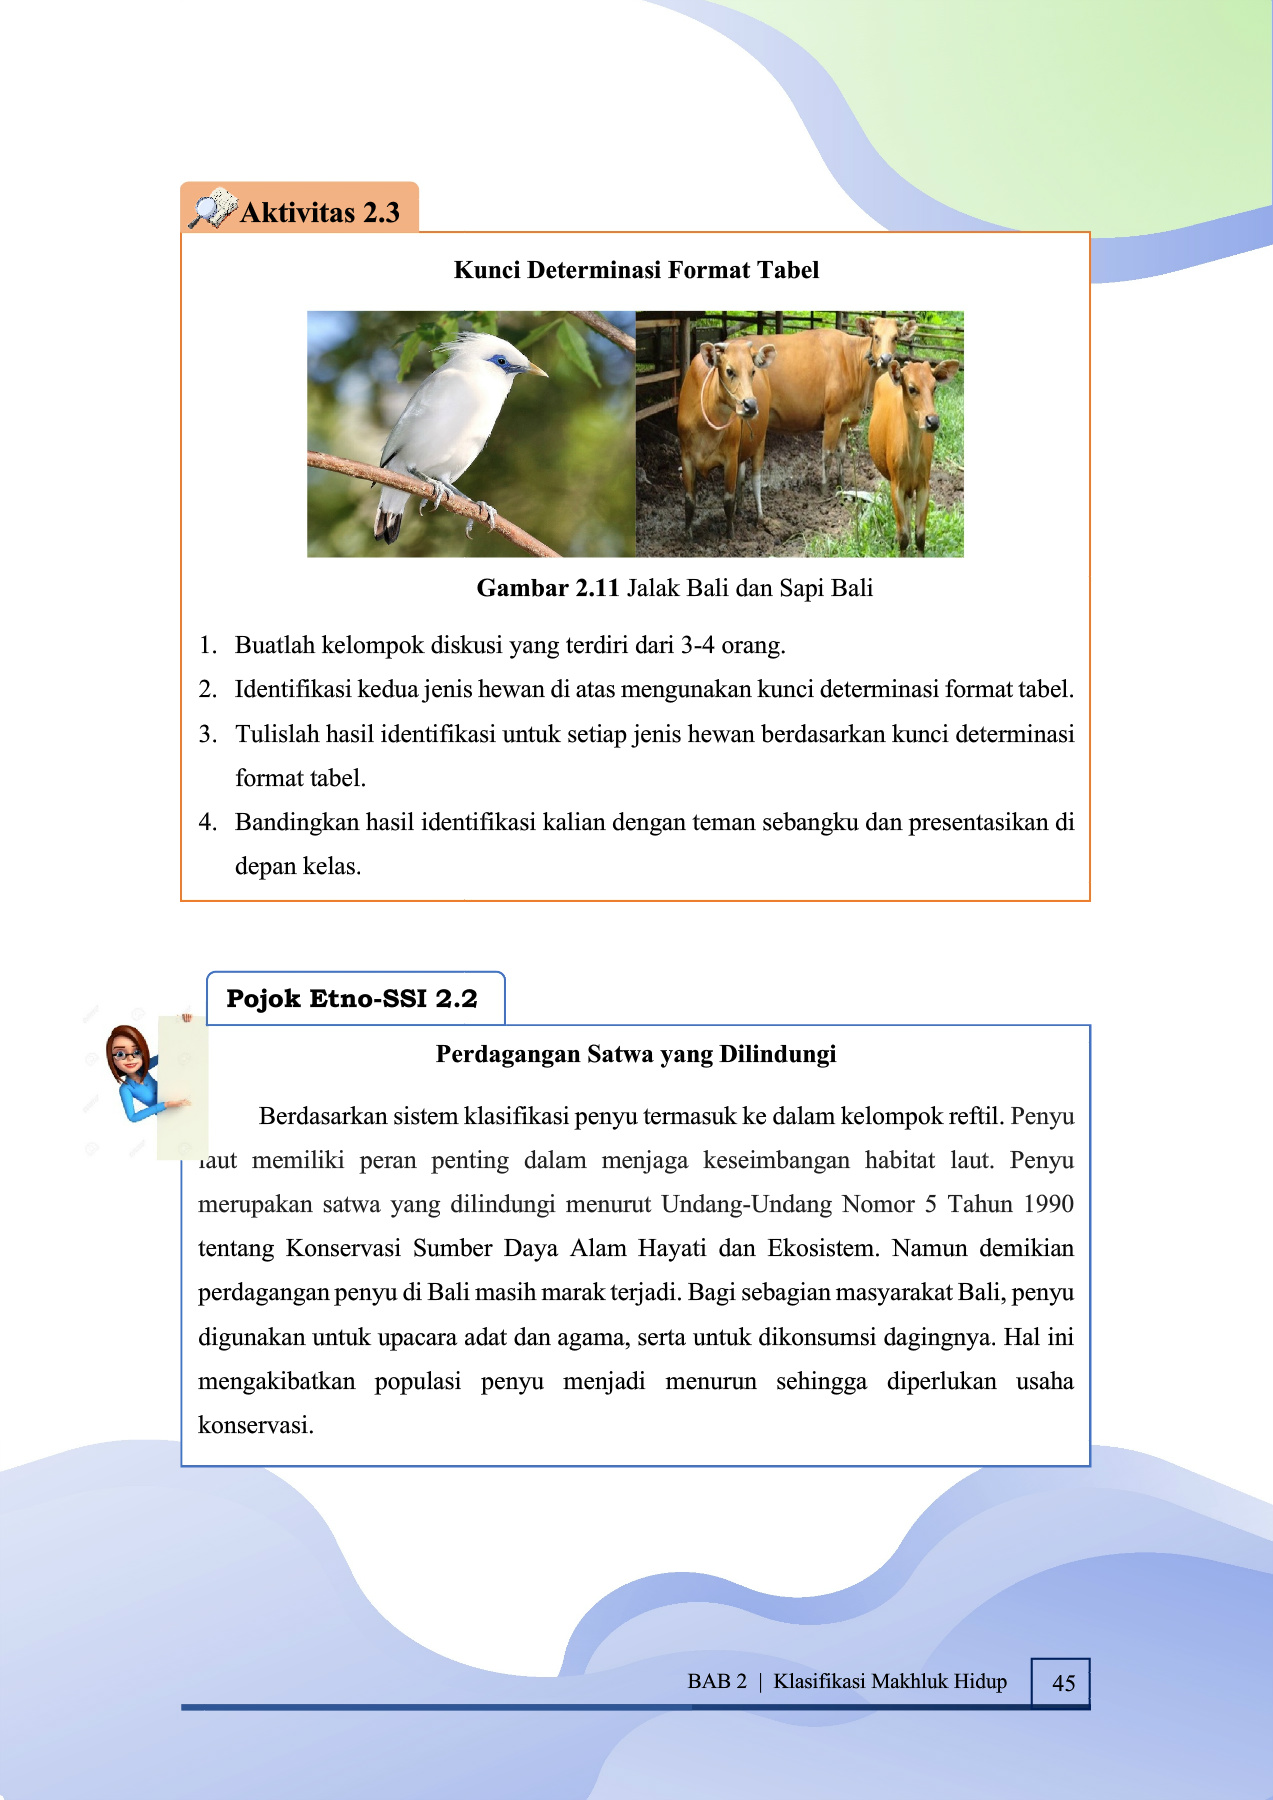 Aktivitas 2.3
Kunci Determinasi Format Tabel
Gambar 2.11 Jalak Bali dan Sapi Bali
1. Buatlah kelompok diskusi yang terdiri dari 3-4 orang.
2. Identifikasi kedua jenis hewan di atas mengunakan kunci determinasi format tabel.
3. Tulislah hasil identifikasi untuk setiap jenis hewan berdasarkan kunci determinasi
format tabel.
4. Bandingkan hasil identifikasi kalian dengan teman sebangku dan presentasikan di
depan kelas.
Pojok Etno-SSI 2.2
Perdagangan Satwa yang Dilindungi
Berdasarkan sistem klasifikasi penyu termasuk ke dalam kelompok reftil. Penyu
laut memiliki peran penting dalam menjaga keseimbangan habitat laut. Penyu
merupakan satwa yang dilindungi menurut Undang-Undang Nomor 5 Tahun 1990
tentang Konservasi Sumber Daya Alam Hayati dan Ekosistem. Namun demikian
perdagangan penyu di Bali masih marak terjadi. Bagi sebagian masyarakat Bali, penyu
digunakan untuk upacara adat dan agama, serta untuk dikonsumsi dagingnya. Hal ini
mengakibatkan populasi penyu menjadi menurun sehingga diperlukan usaha
konservasi.
BAB 2 | Klasifikasi Makhluk Hidup 45